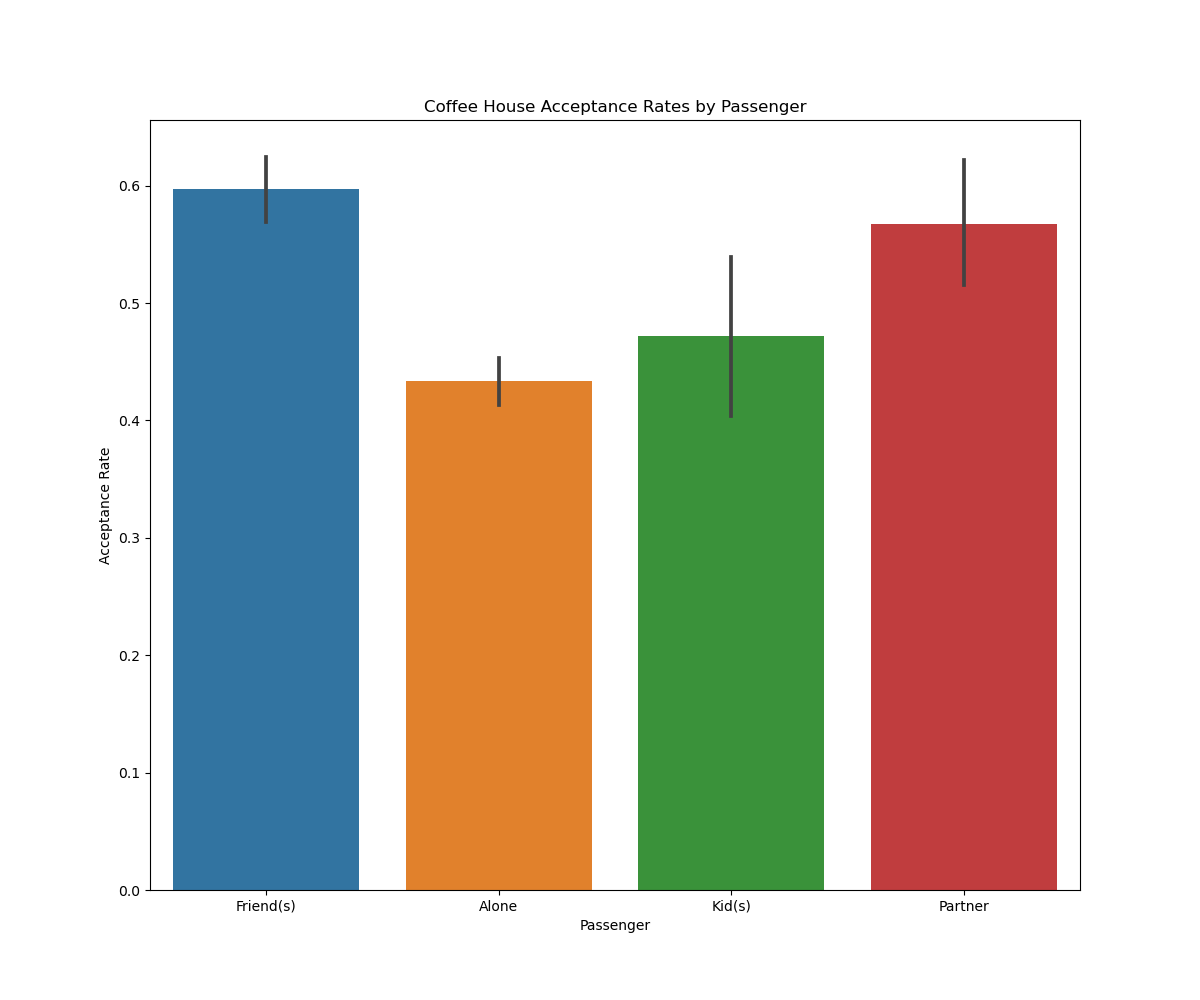 Coffee House Acceptance Rates by Passenger
Acceptance Rate
0.6
0.5
0.4
0.3
0.2
0.1
0.0
Friend(s) Alone Kid(s) Partner
Passenger